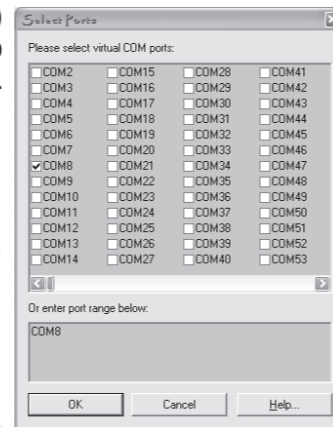 Select Ports
Please select virtual COM ports:
COM2 COM15 COM28 COM41
COM3 COM16 COM29 COM42
COM4 COM17 COM30 COM43
COM5 COM18 COM31 COM44
COM6 COM19 COM32 COM45
COM7 COM20 COM33 COM46
COM8 COM21 COM34 COM47
COM9 COM22 COM35 COM48
COM10 COM23 COM36 COM49
COM11 COM24 COM37 COM50
COM12 COM25 COM38 COM51
COM13 COM26 COM39 COM52
COM14 COM27 COM40 COM53
Or enter port range below:
COM8
OK Cancel Help...